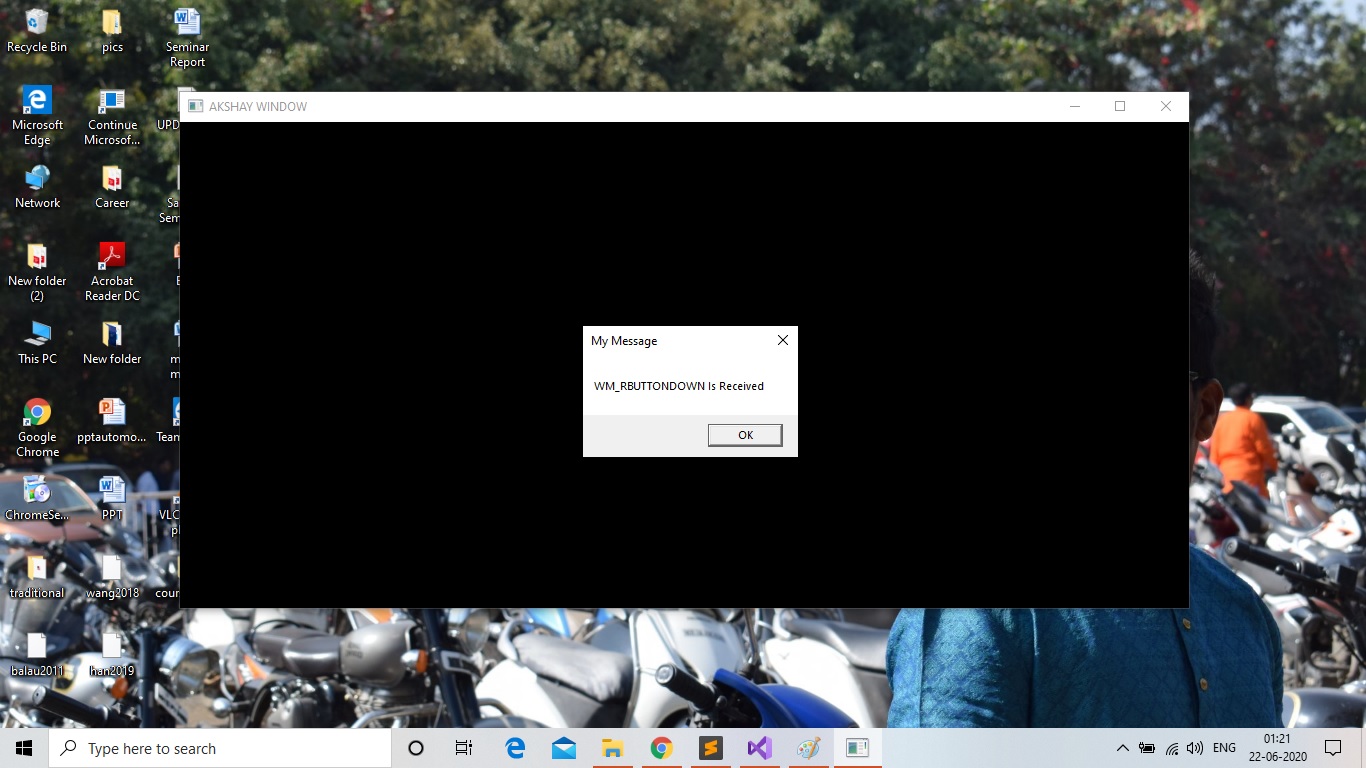 Recycle Bin
pics
Seminar
Report
Microsoft
Edge
Continue
Microsof...
UPD
AKSHAY WINDOW
Network
Career
Sa
Sem
New folder
(2)
Acrobat
Reader DC
E
My Message
WM_RBUTTONDOWN Is Received
OK
This PC
New folder
m
m
Google
Chrome
pptautomo...
Team
ChromeSe...
PPT
VLC
pl
traditional
wang2018
cour
balau2011
han2019
Type here to search
ENG
01:21
22-06-2020